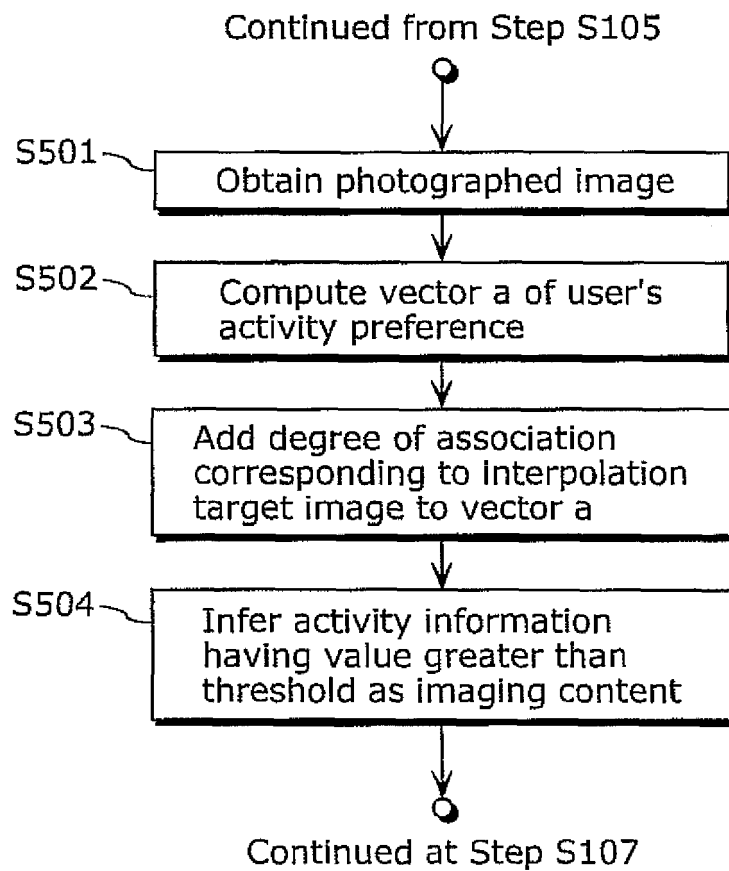 Continued from Step S105
S501
Obtain photographed image
S502
Compute vector a of user's
activity preference
S503
Add degree of association
corresponding to interpolation
target image to vector a
S504
Infer activity information
having value greater than
threshold as imaging content
Continued at Step S107